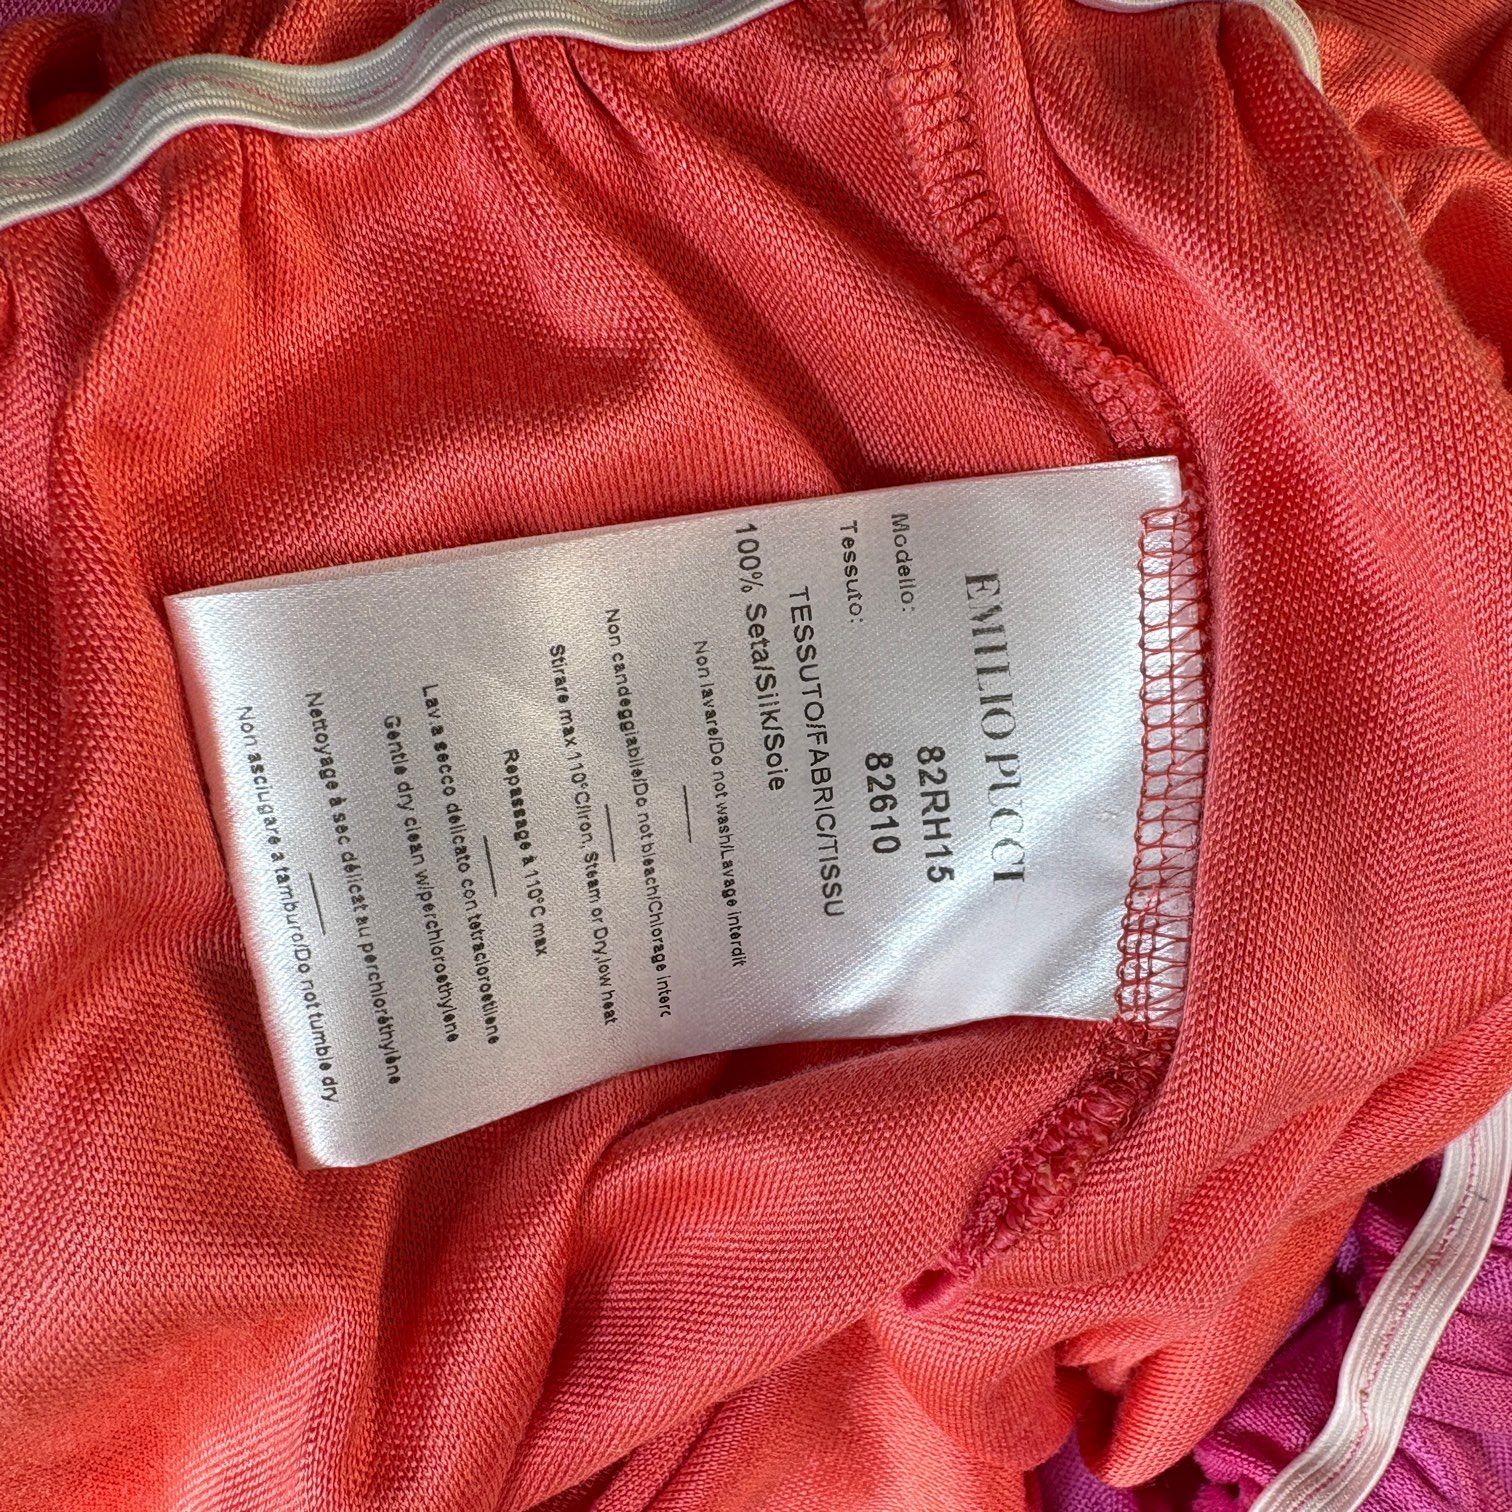 EMILIO PUCCI
Modello: 82RH15
Tessuto: 82610
TESSUTO/FABRIC/TISSU
100% Seta/Silk/Soie
Non lavare/Do not wash/Lavage interdit
Non candeggiabile/Do not bleach/Chlorage interc
Stirare max 110°C/Iron, Steam or Dry, low heat
Repassage à 110°C max
Lav a secco delicato con tetracloroetilene
Gentle dry clean w/perchloroethylene
Nettoyage à sec délicat au perchloréthylène
Non asciugare a tamburo/Do not tumble dry.